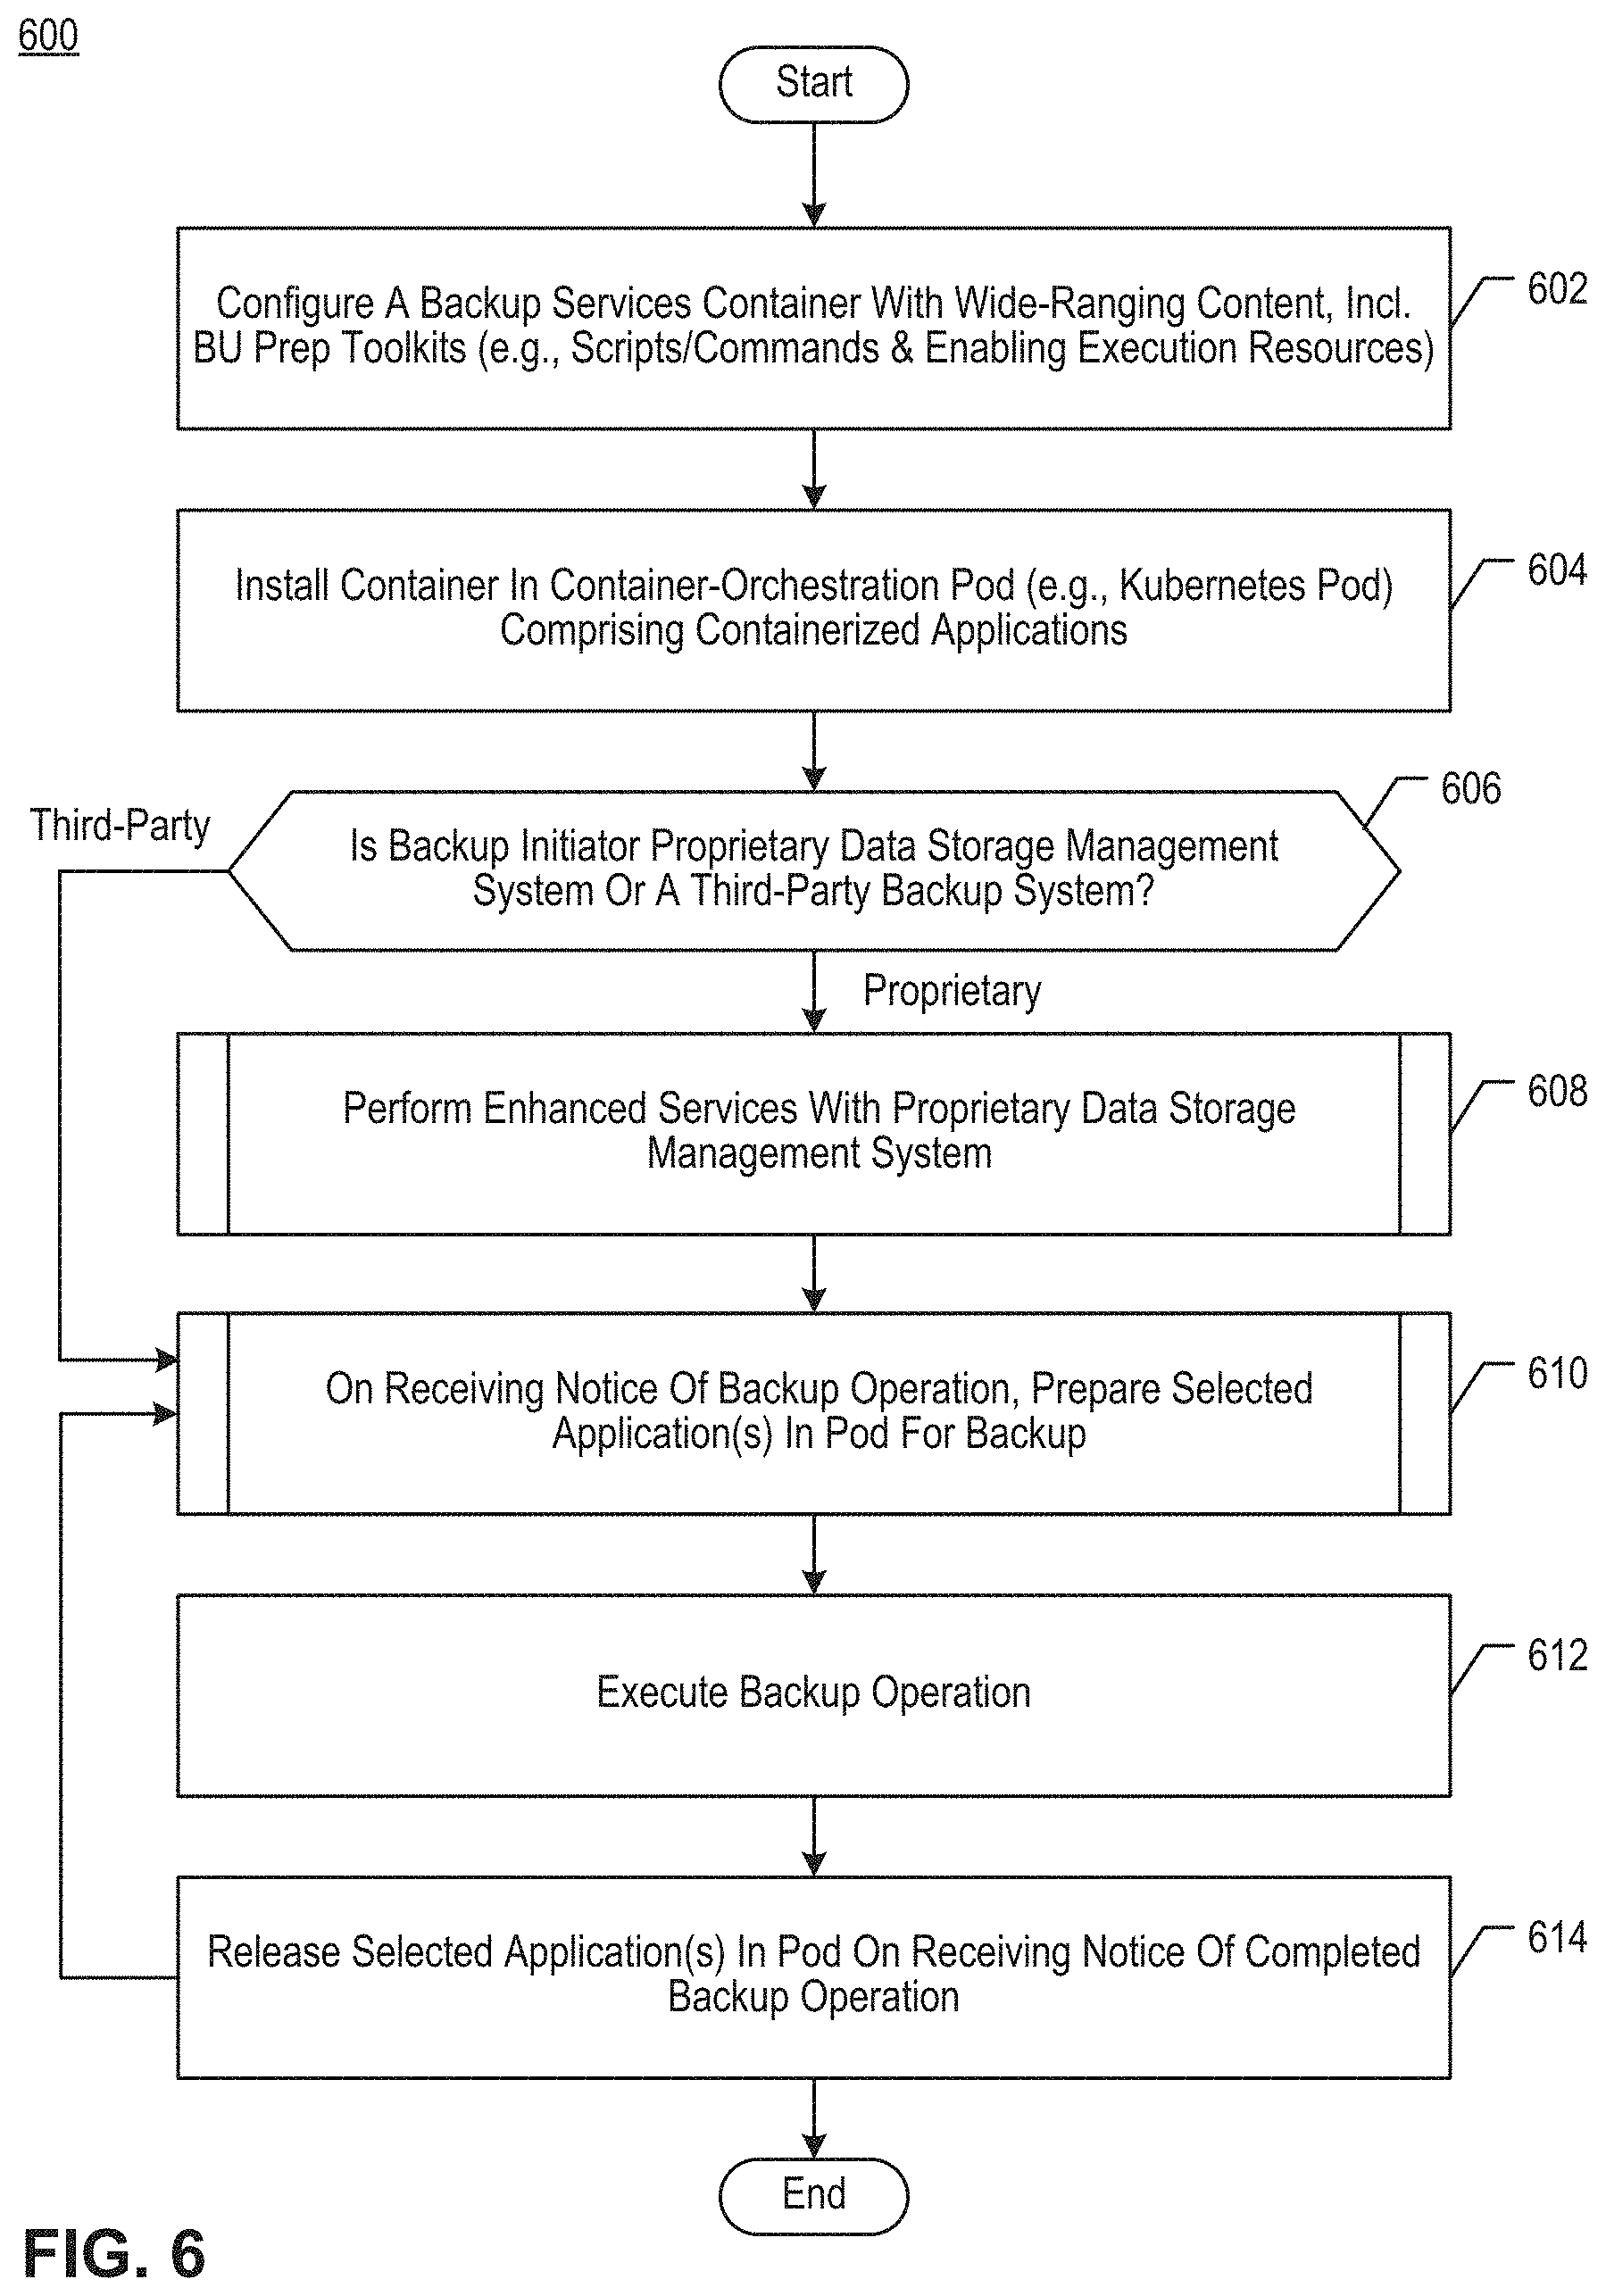 600
Start
Configure A Backup Services Container With Wide-Ranging Content, Incl.
BU Prep Toolkits (e.g., Scripts/Commands & Enabling Execution Resources)
602
Install Container In Container-Orchestration Pod (e.g., Kubernetes Pod)
Comprising Containerized Applications
604
Third-Party
Is Backup Initiator Proprietary Data Storage Management
System Or A Third-Party Backup System?
606
Proprietary
Perform Enhanced Services With Proprietary Data Storage
Management System
608
On Receiving Notice Of Backup Operation, Prepare Selected
Application(s) In Pod For Backup
610
Execute Backup Operation
612
Release Selected Application(s) In Pod On Receiving Notice Of Completed
Backup Operation
614
End
FIG. 6